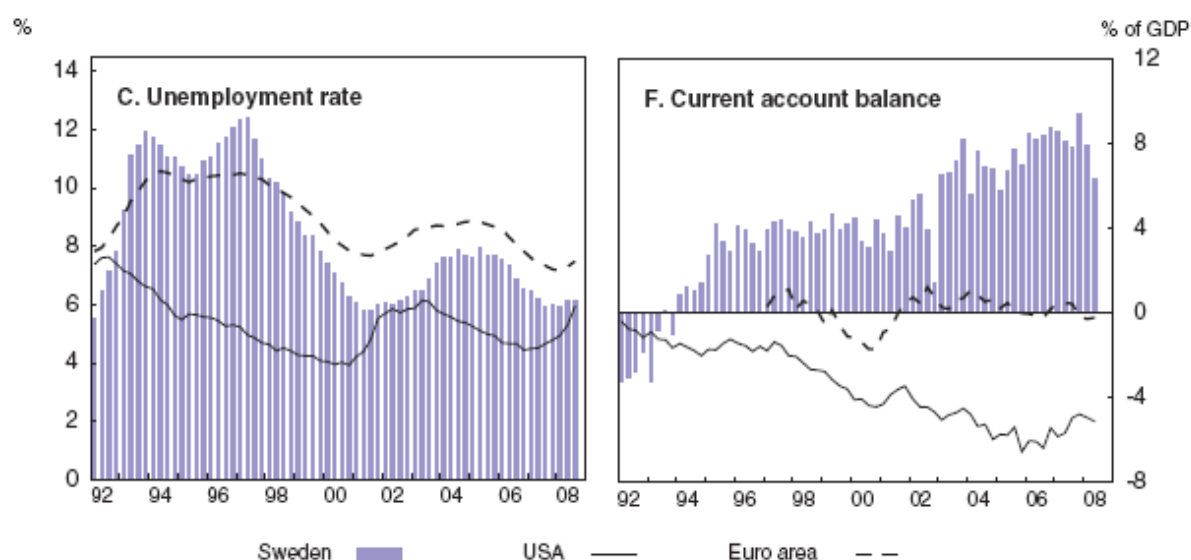 %
% of GDP
C. Unemployment rate
14
12
10
8
6
4
2
0
92 94 96 98 00 02 04 06 08
F. Current account balance
12
8
4
0
-4
-8
92 94 96 98 00 02 04 06 08
Sweden USA Euro area